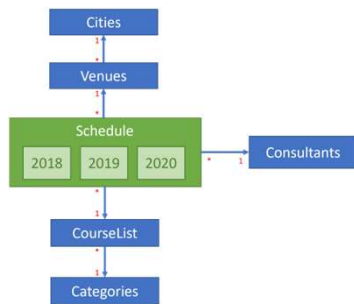 Cities
1
*
Venues
1
*
Schedule
2018 2019 2020
* 1
Consultants
*
1
CourseList
*
1
Categories